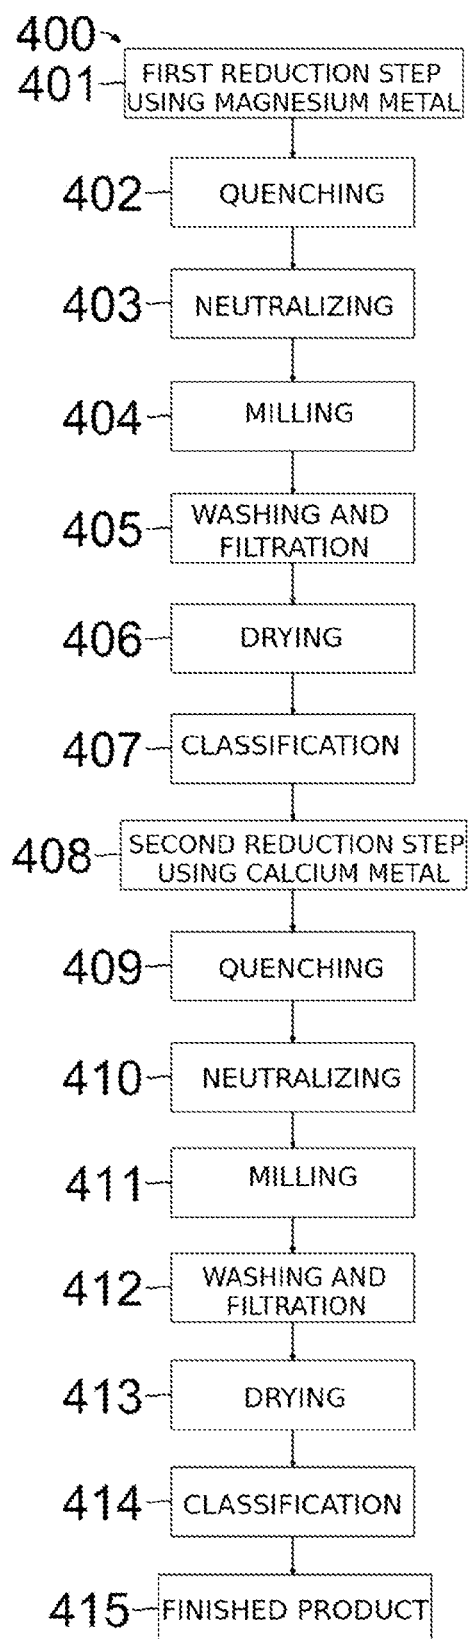 400
401
FIRST REDUCTION STEP
USING MAGNESIUM METAL
402
QUENCHING
403
NEUTRALIZING
404
MILLING
405
WASHING AND
FILTRATION
406
DRYING
407
CLASSIFICATION
408
SECOND REDUCTION STEP
USING CALCIUM METAL
409
QUENCHING
410
NEUTRALIZING
411
MILLING
412
WASHING AND
FILTRATION
413
DRYING
414
CLASSIFICATION
415
FINISHED PRODUCT